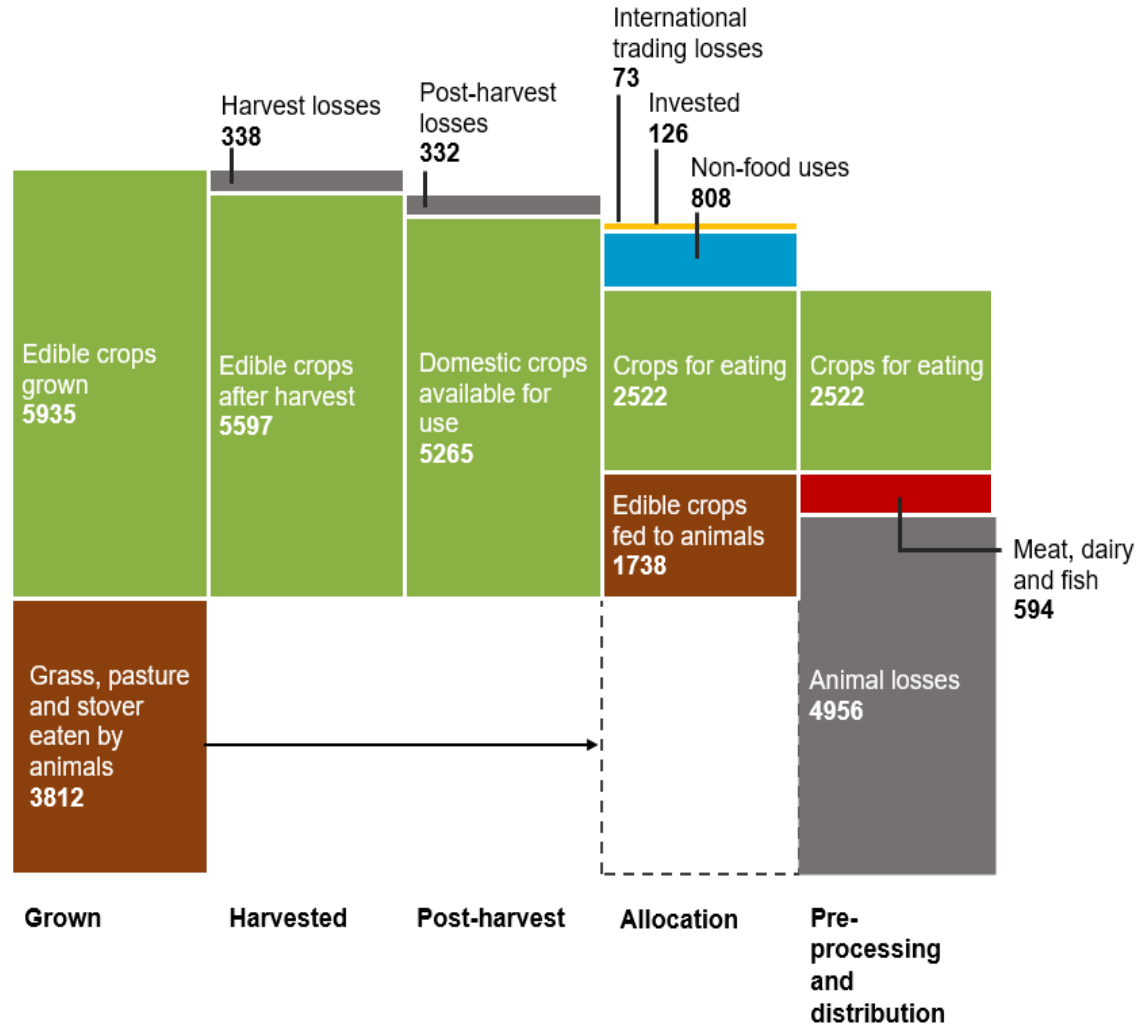 International
trading losses
73
Invested
126
Non-food uses
808
Harvest losses
338
Post-harvest
losses
332
Edible crops
grown
5935
Edible crops
after harvest
5597
Domestic crops
available for
use
5265
Crops for eating
2522
Crops for eating
2522
Edible crops
fed to animals
1738
Meat, dairy
and fish
594
Grass, pasture
and stover
eaten by
animals
3812
Animal losses
4956
Grown
Harvested
Post-harvest
Allocation
Pre-
processing
and
distribution